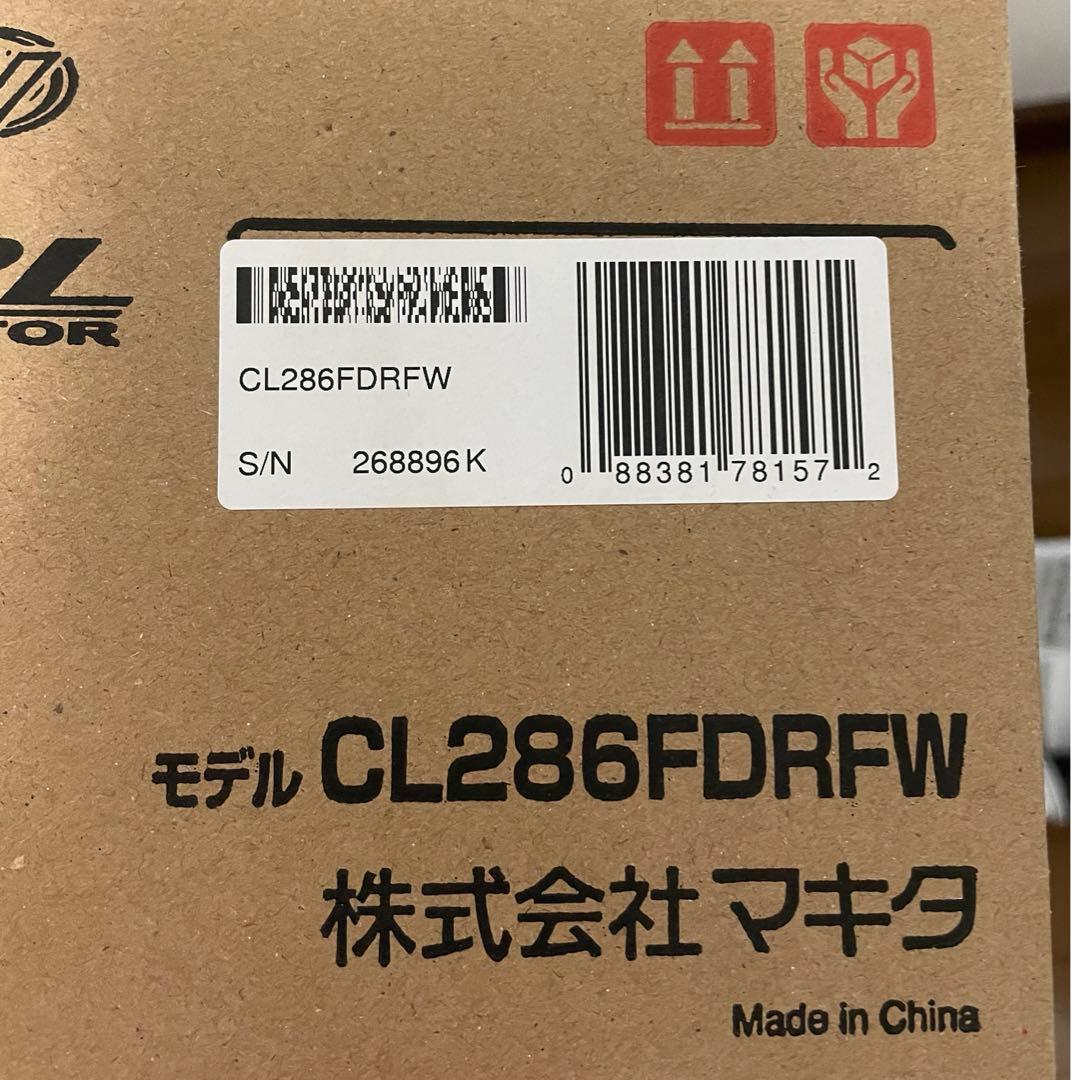 CL286FDRFW
S/N 268896K
0 88381 78157 2
モデル CL286FDRFW
株式会社マキタ
Made in China